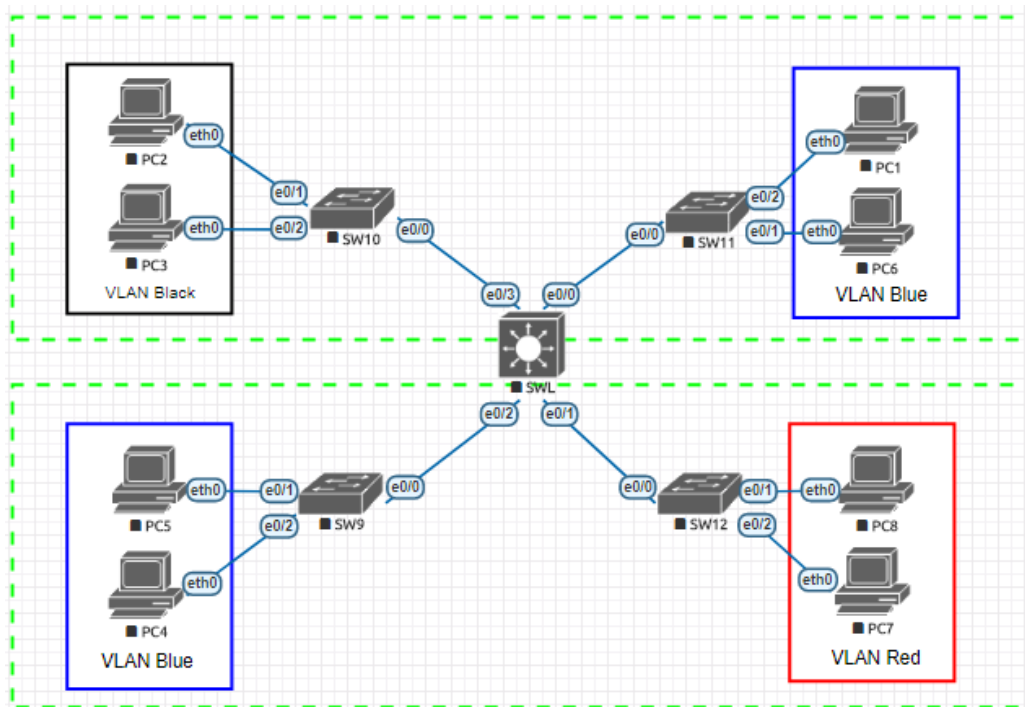 eth0
PC2
e0/1
eth0
e0/2
SW10
e0/0
PC3
VLAN Black
eth0
PC1
e0/2
SW11
e0/0
e0/1
eth0
PC6
VLAN Blue
e0/3
e0/0
SWL
e0/2
e0/1
eth0
e0/1
e0/0
PC5
e0/2
SW9
eth0
PC4
VLAN Blue
e0/0
e0/1
eth0
SW12
e0/2
PC8
eth0
PC7
VLAN Red